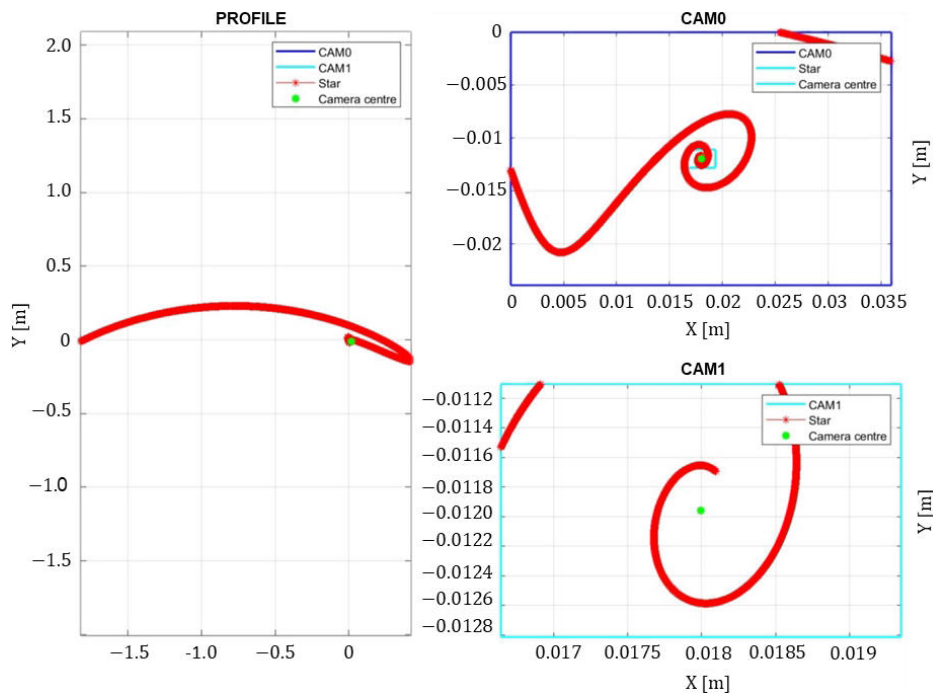 PROFILE
2.0
1.5
1.0
0.5
0
−0.5
−1.0
−1.5
Y [m]
−1.5
−1.0
−0.5
0
CAM0
CAM1
Star
Camera centre
CAM0
0
−0.005
−0.01
−0.015
−0.02
Y [m]
0
0.005
0.01
0.015
0.02
0.025
0.03
0.035
X [m]
CAM0
Star
Camera centre
CAM1
−0.0112
−0.0114
−0.0116
−0.0118
−0.0120
−0.0122
−0.0124
−0.0126
−0.0128
Y [m]
0.017
0.0175
0.018
0.0185
0.019
X [m]
CAM1
Star
Camera centre